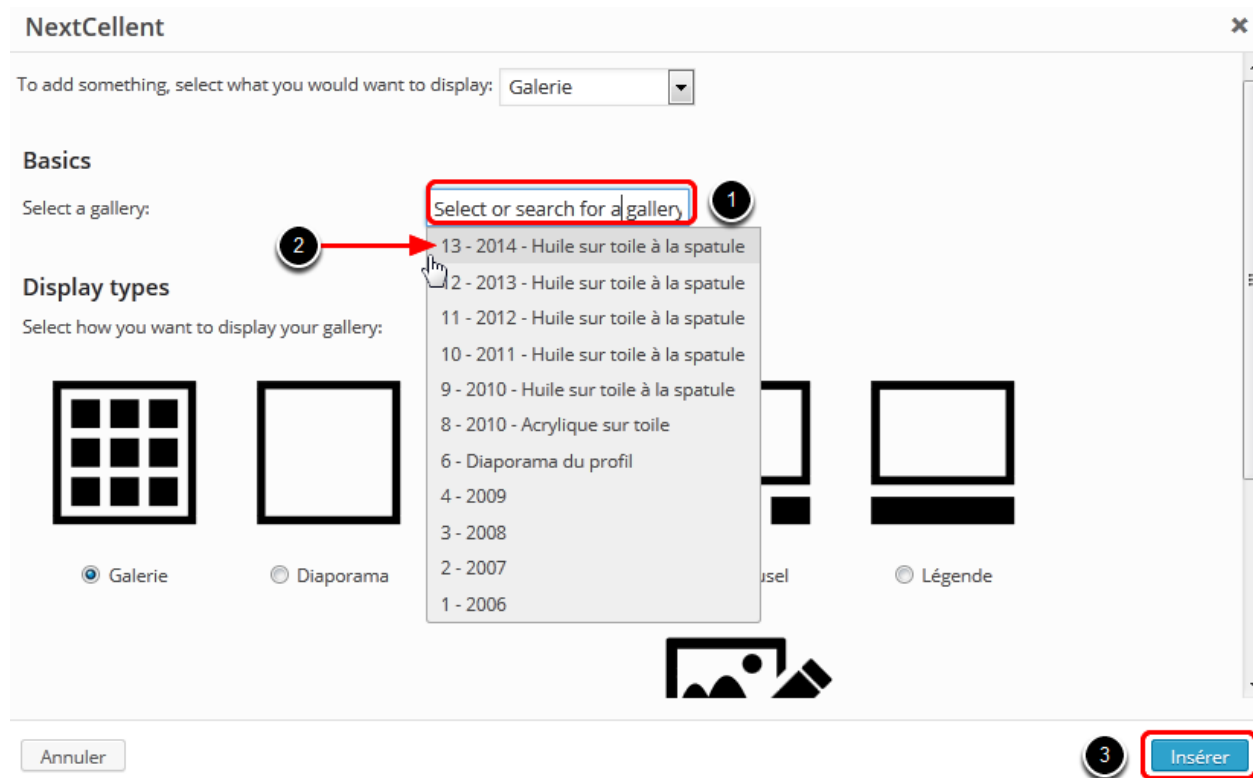 NextCellent
To add something, select what you would want to display: Galerie
Basics
Select a gallery: Select or search for a gallery
1
2
13 - 2014 - Huile sur toile à la spatule
12 - 2013 - Huile sur toile à la spatule
Display types
11 - 2012 - Huile sur toile à la spatule
Select how you want to display your gallery:
10 - 2011 - Huile sur toile à la spatule
9 - 2010 - Huile sur toile à la spatule
8 - 2010 - Acrylique sur toile
6 - Diaporama du profil
4 - 2009
3 - 2008
2 - 2007
1 - 2006
Galerie Diaporama usel Légende
Annuler
3
Insérer